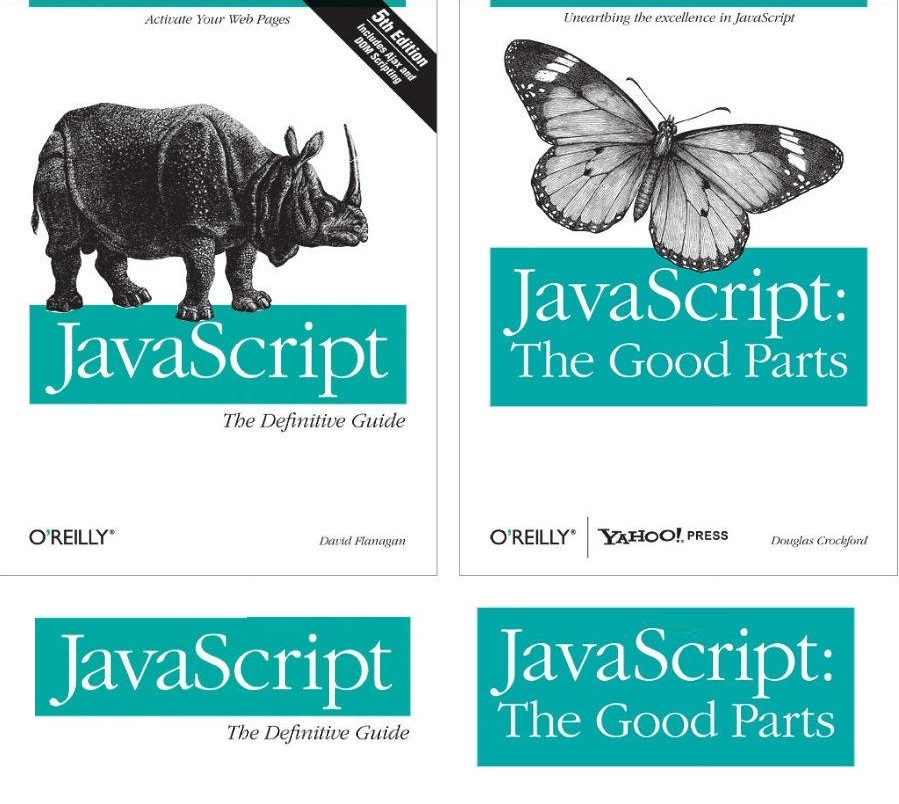 Activate Your Web Pages
5th Edition
Includes Ajax and
DOM Scripting
JavaScript
The Definitive Guide
O'REILLY®
David Flanagan
Unearthing the excellence in JavaScript
JavaScript:
The Good Parts
O'REILLY®
YAHOO! PRESS
Douglas Crockford
JavaScript
The Definitive Guide
JavaScript:
The Good Parts